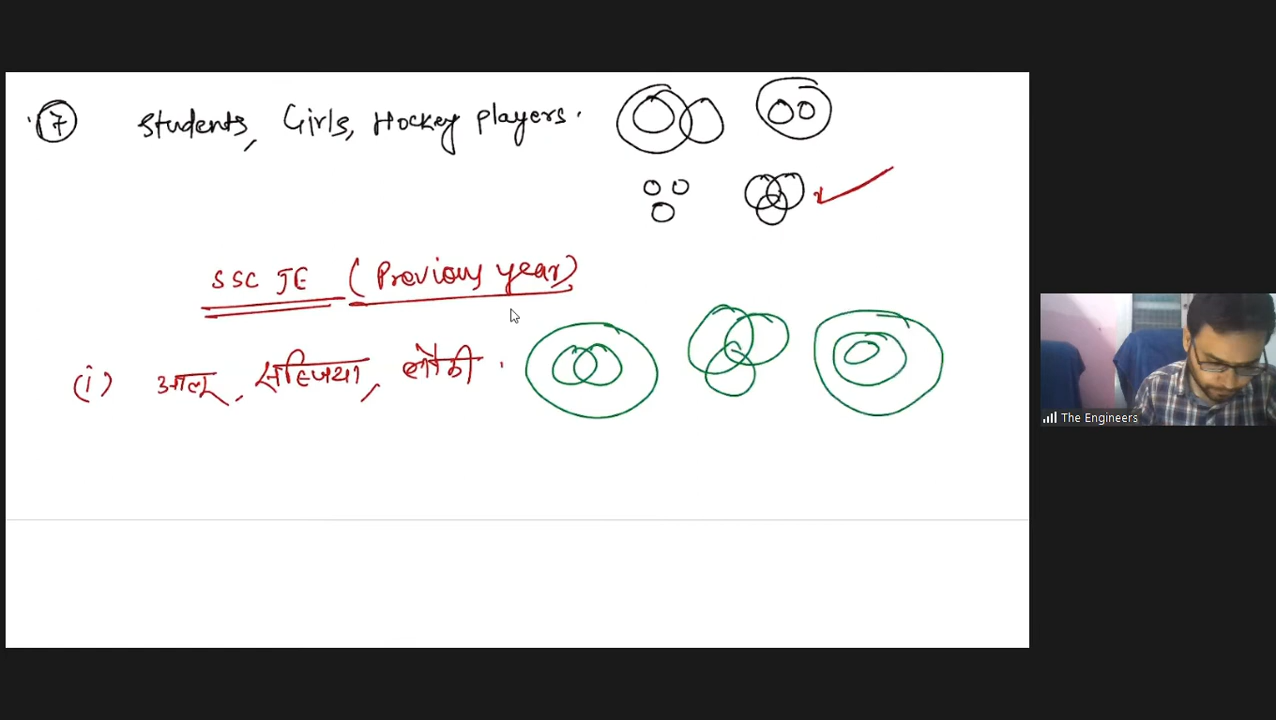 (7) Students, Girls, Hockey players.
SSC JE (Previous year)
(i) आलू, सब्जियां, लौकी.
The Engineers